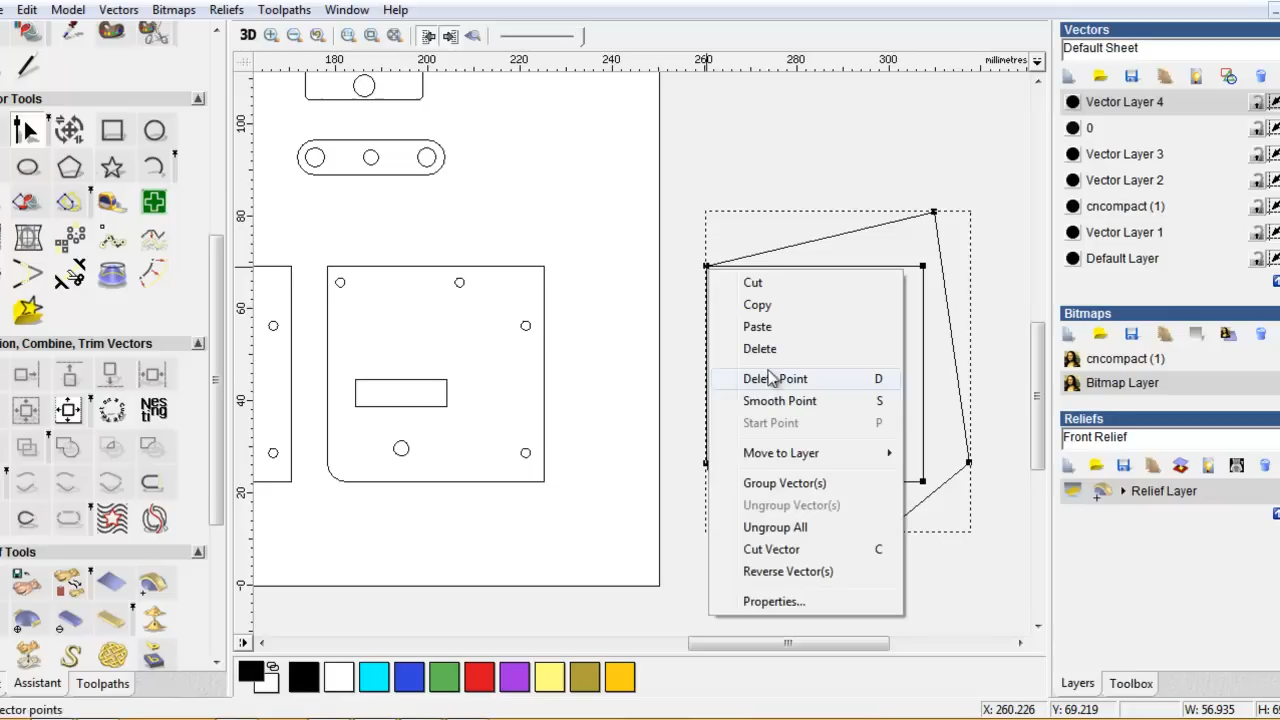 Edit Model Vectors Bitmaps Reliefs Toolpaths Window Help
3D
180 200 220 260 280 300 millimetres
100
80
60
40
20
-0
or Tools
Nes
ting
ion, Combine, Trim Vectors
f Tools
Assistant Toolpaths
Cut
Copy
Paste
Delete
Delete Point D
Smooth Point S
Start Point P
Move to Layer
Group Vector(s)
Ungroup Vector(s)
Ungroup All
Cut Vector C
Reverse Vector(s)
Properties...
Vectors
Default Sheet
Vector Layer 4
0
Vector Layer 3
Vector Layer 2
cncompact (1)
Vector Layer 1
Default Layer
Bitmaps
cncompact (1)
Bitmap Layer
Reliefs
Front Relief
Relief Layer
Layers Toolbox
ector points
X: 260.226 Y: 69.219 W: 56.935